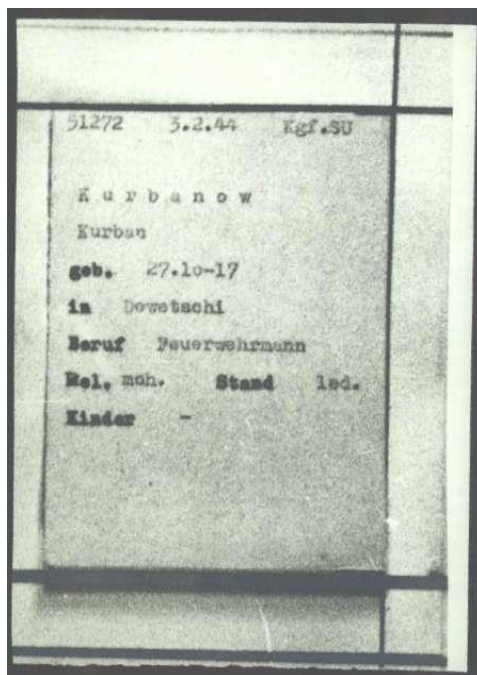 51272 3.2.44 Kgf.SU
Kurbanow
Kurban
geb. 27.10-17
in Dewetschi
Beruf Feuerwehrmann
Rel. moh. Stand led.
Kinder -